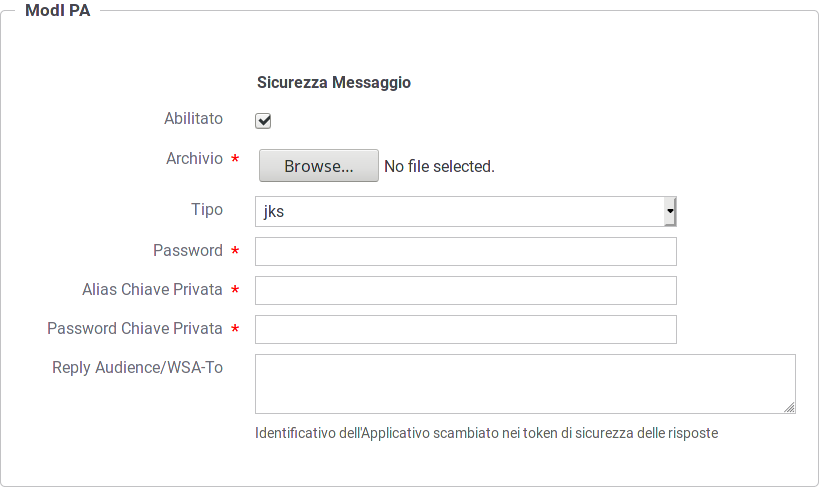 ModI PA
Sicurezza Messaggio
Abilitato
Archivio * Browse... No file selected.
Tipo jks
Password *
Alias Chiave Privata *
Password Chiave Privata *
Reply Audience/WSA-To
Identificativo dell'Applicativo scambiato nei token di sicurezza delle risposte